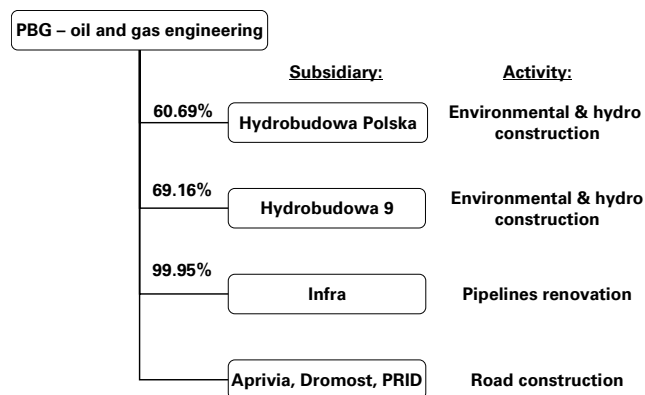 PBG – oil and gas engineering
Subsidiary: Activity:
60.69%
Hydrobudowa Polska
Environmental & hydro
construction
69.16%
Hydrobudowa 9
Environmental & hydro
construction
99.95%
Infra
Pipelines renovation
Aprivia, Dromost, PRID
Road construction